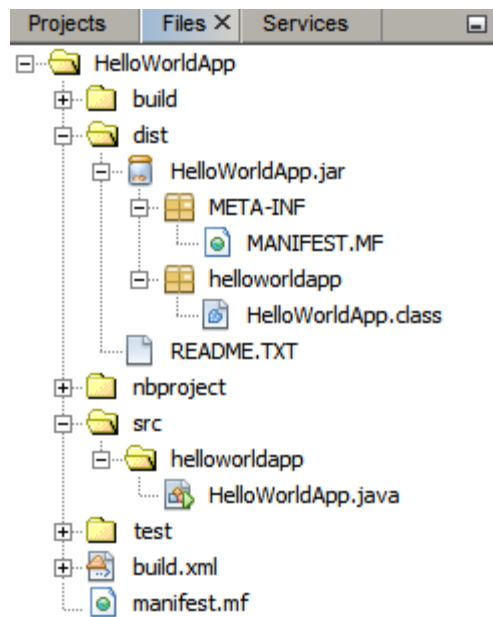 Projects Files Services
HelloWorldApp
build
dist
HelloWorldApp.jar
META-INF
MANIFEST.MF
helloworldapp
HelloWorldApp.class
README.TXT
nbproject
src
helloworldapp
HelloWorldApp.java
test
build.xml
manifest.mf